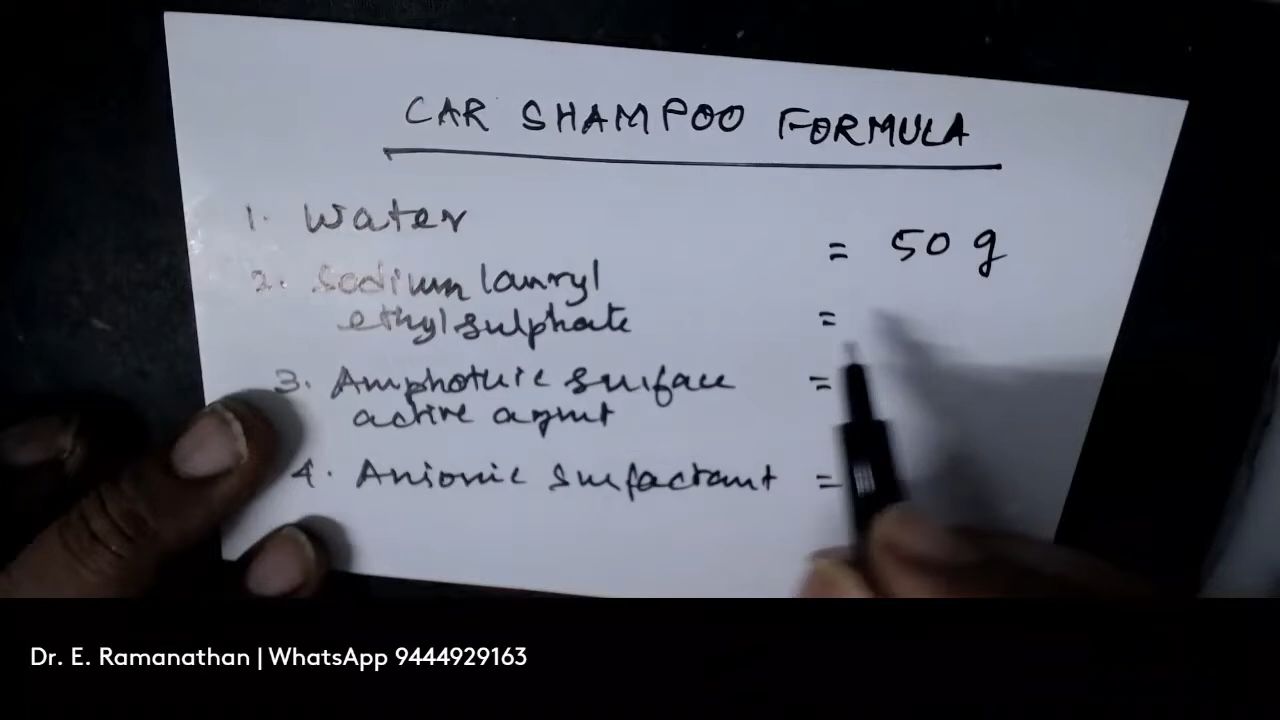 CAR SHAMPOO FORMULA
1. Water = 50 g
2. Sodium lauryl
ethyl sulphate =
3. Amphoteric surface =
active agent
4. Anionic surfactant =
Dr. E. Ramanathan | WhatsApp 9444929163